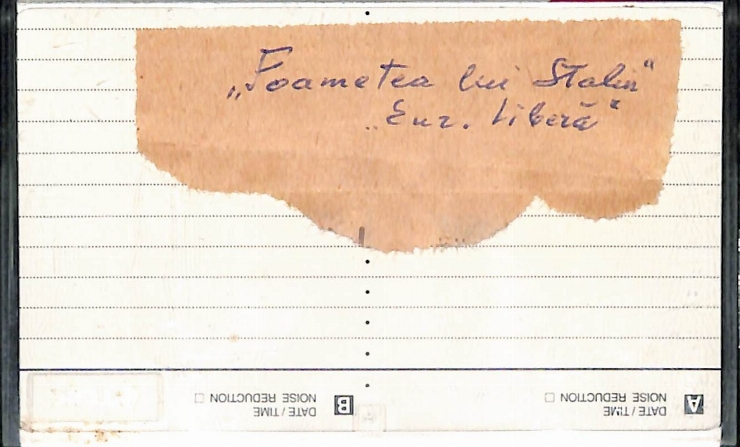 „Foametea lui Stalin"
„Eur. Liberă"
B DATE / TIME
NOISE REDUCTION
A DATE / TIME
NOISE REDUCTION